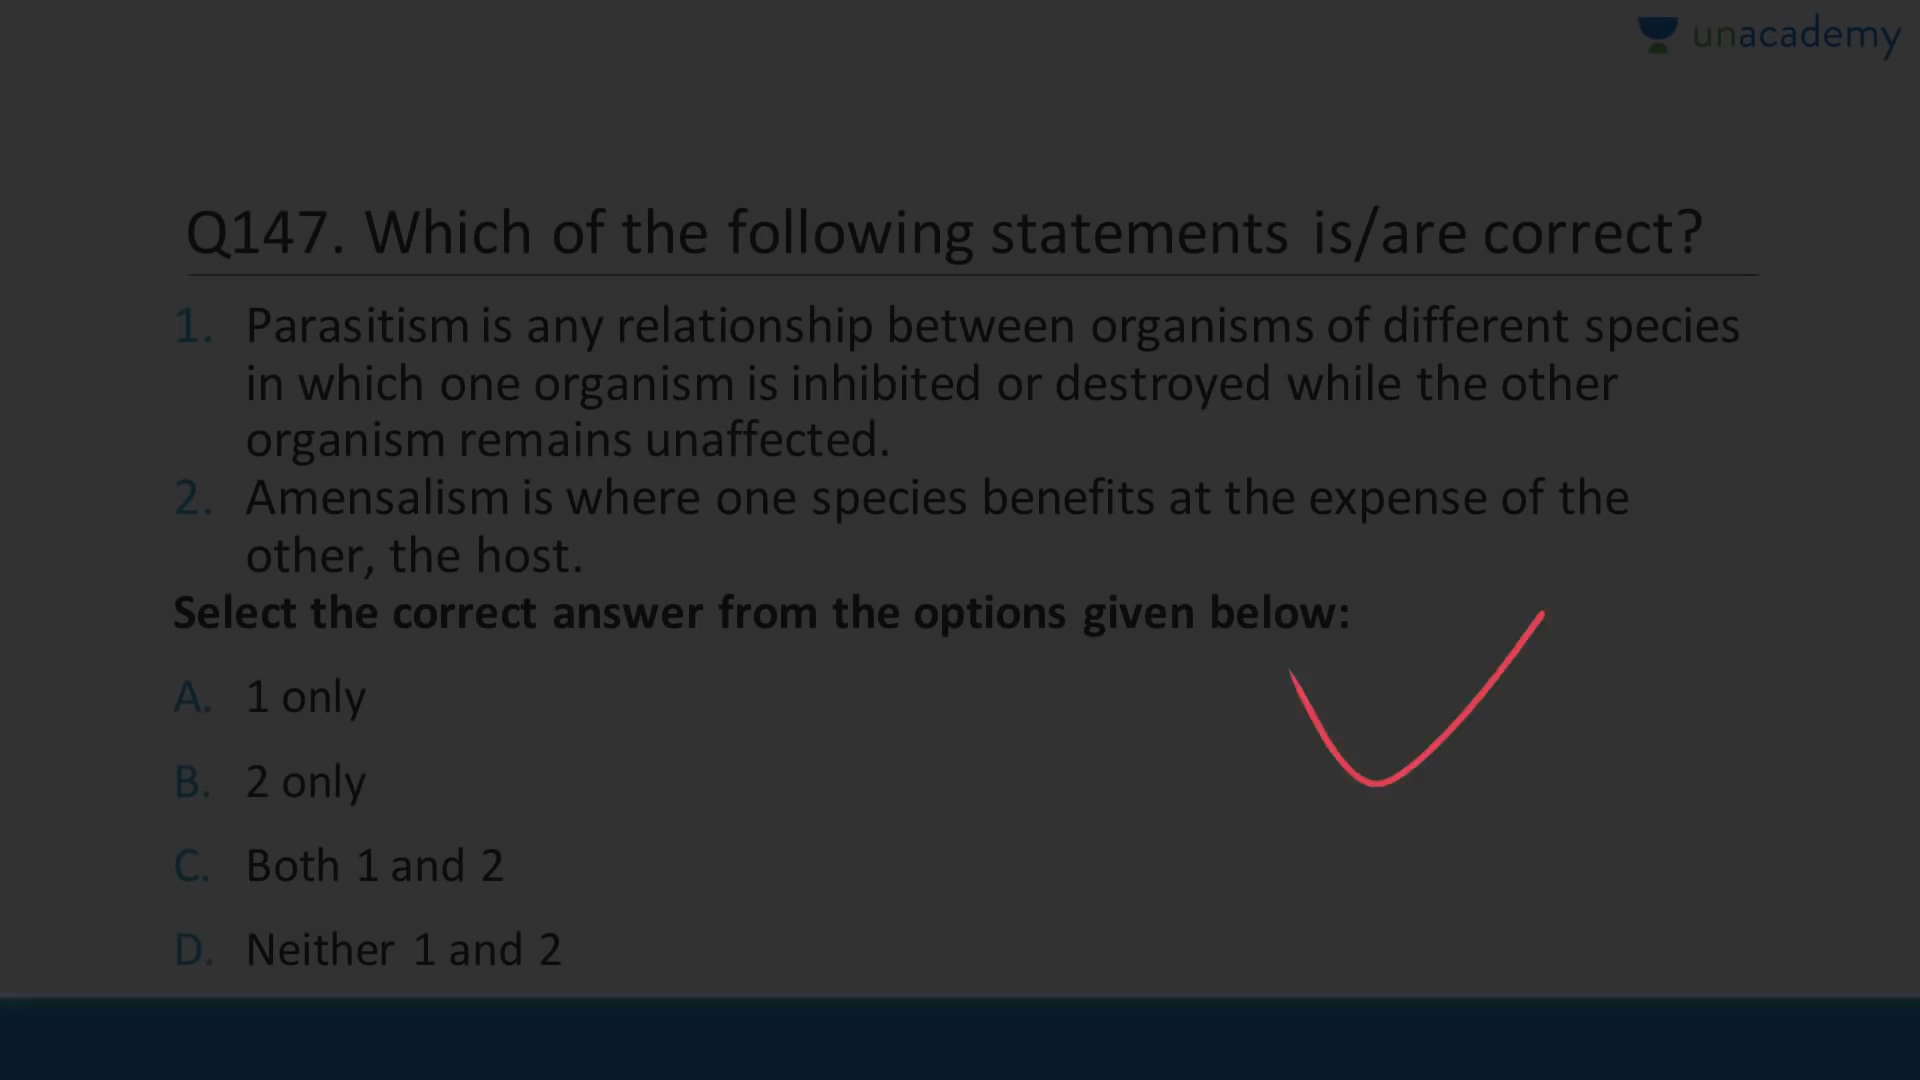 unacademy
Q147. Which of the following statements is/are correct?
1. Parasitism is any relationship between organisms of different species
in which one organism is inhibited or destroyed while the other
organism remains unaffected.
2. Amensalism is where one species benefits at the expense of the
other, the host.
Select the correct answer from the options given below:
A. 1 only
B. 2 only
C. Both 1 and 2
D. Neither 1 and 2